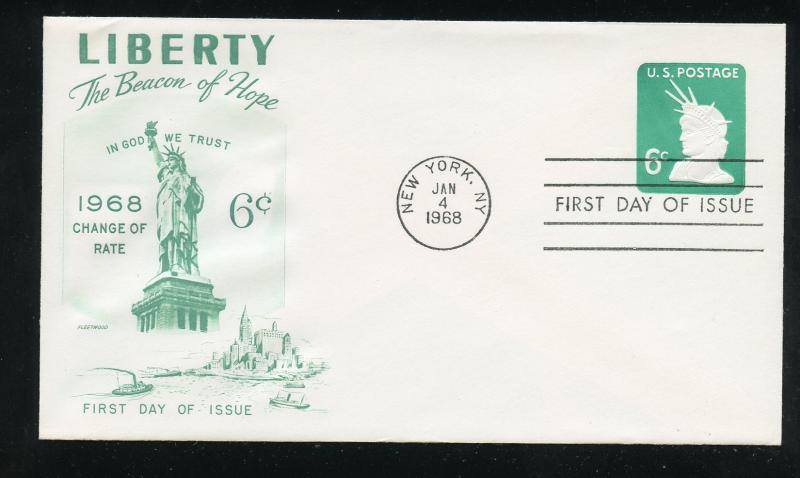 LIBERTY
The Beacon of Hope
IN GOD WE TRUST
1968
CHANGE OF
RATE
6¢
FLEETWOOD
FIRST DAY OF ISSUE
NEW YORK, NY
JAN
4
1968
U.S. POSTAGE
6¢
FIRST DAY OF ISSUE